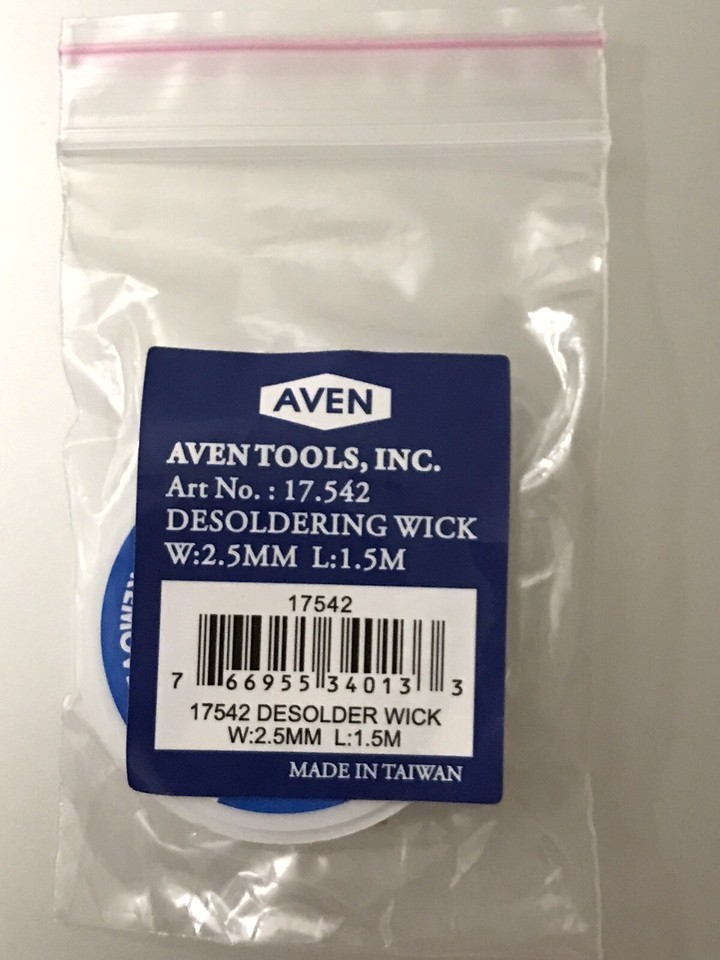 AVEN
AVEN TOOLS, INC.
Art No. : 17.542
DESOLDERING WICK
W:2.5MM L:1.5M
17542
7 66955 34013 3
17542 DESOLDER WICK
W:2.5MM L:1.5M
MADE IN TAIWAN